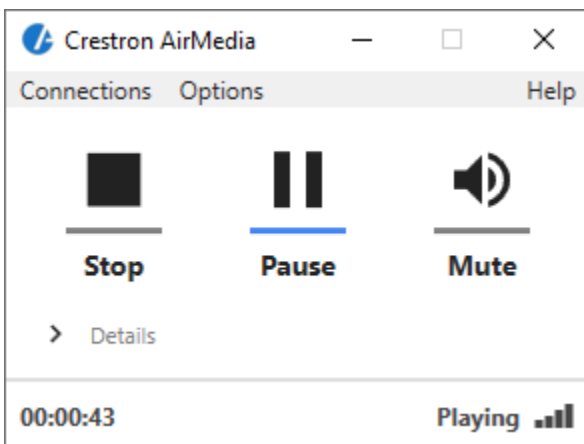 Crestron AirMedia
Connections Options Help
Stop Pause Mute
Details
00:00:43 Playing